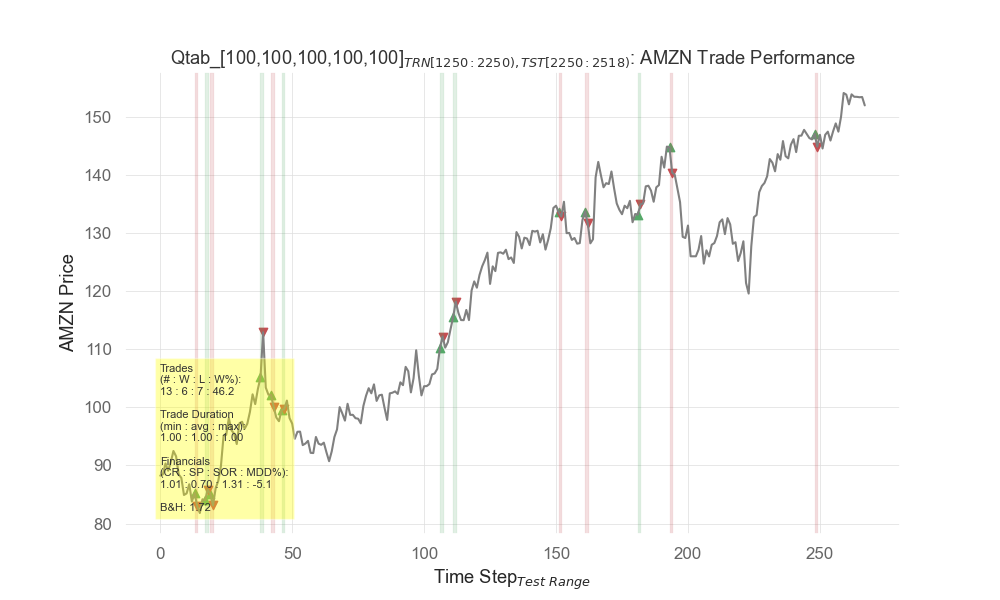 Qtab_[100,100,100,100,100]TRN[1250:2250),TST[2250:2518): AMZN Trade Performance
AMZN Price
150
140
130
120
110
100
90
80
Trades
(# : W : L : W%):
13 : 6 : 7 : 46.2
Trade Duration
(min : avg : max):
1.00 : 1.00 : 1.00
Financials
(CR : SP : SOR : MDD%):
1.01 : 0.70 : 1.31 : -5.1
B&H: 1.72
0 50 100 150 200 250
Time Step Test Range